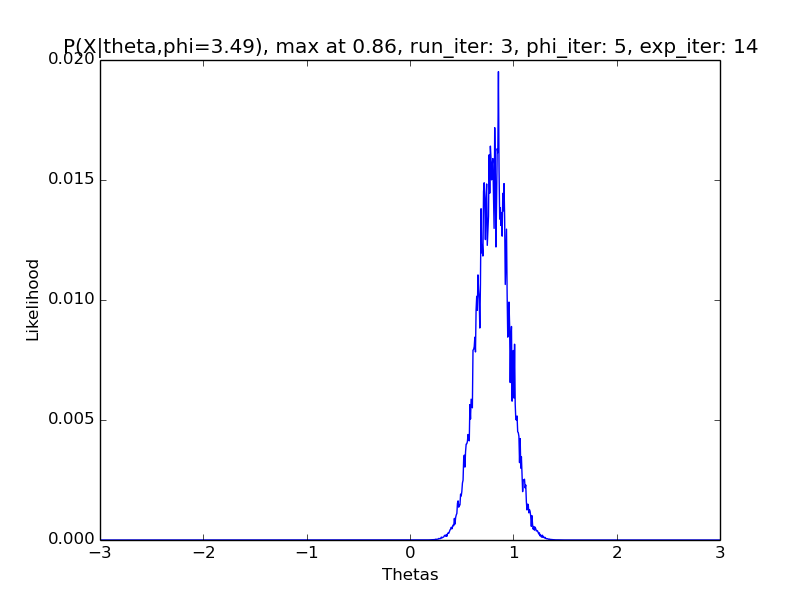 P(X|theta,phi=3.49), max at 0.86, run_iter: 3, phi_iter: 5, exp_iter: 14
0.020
0.015
0.010
0.005
0.000
Likelihood
−3 −2 −1 0 1 2 3
Thetas